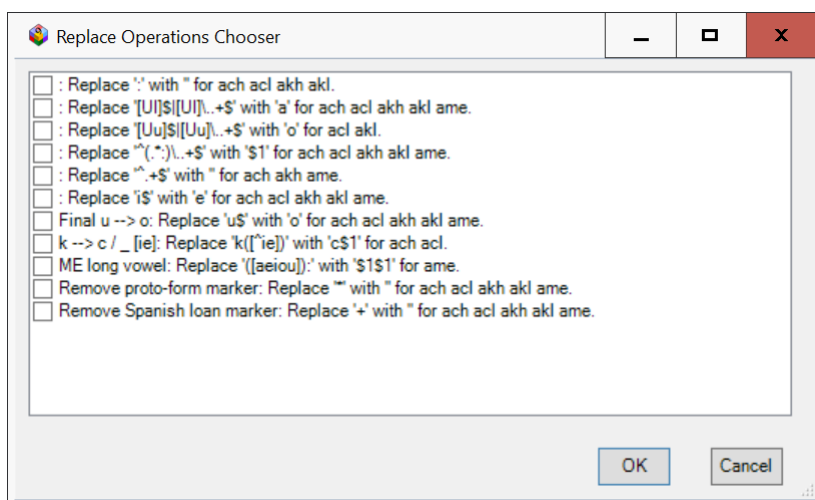 Replace Operations Chooser
: Replace ':' with '' for ach acl akh akl.
: Replace '[UI]$|[UI]\..+$' with 'a' for ach acl akh akl ame.
: Replace '[Uu]$|[Uu]\..+$' with 'o' for acl akl.
: Replace '^(.*:)\..+$' with '$1' for ach acl akh akl ame.
: Replace '^.+$' with '' for ach akh ame.
: Replace 'i$' with 'e' for ach acl akh akl ame.
Final u --> o: Replace 'u$' with 'o' for ach acl akh akl ame.
k --> c / _ [ie]: Replace 'k([^ie])' with 'c$1' for ach acl.
ME long vowel: Replace '([aeiou]):' with '$1$1' for ame.
Remove proto-form marker: Replace '*' with '' for ach acl akh akl ame.
Remove Spanish loan marker: Replace '+' with '' for ach acl akh akl ame.
OK
Cancel